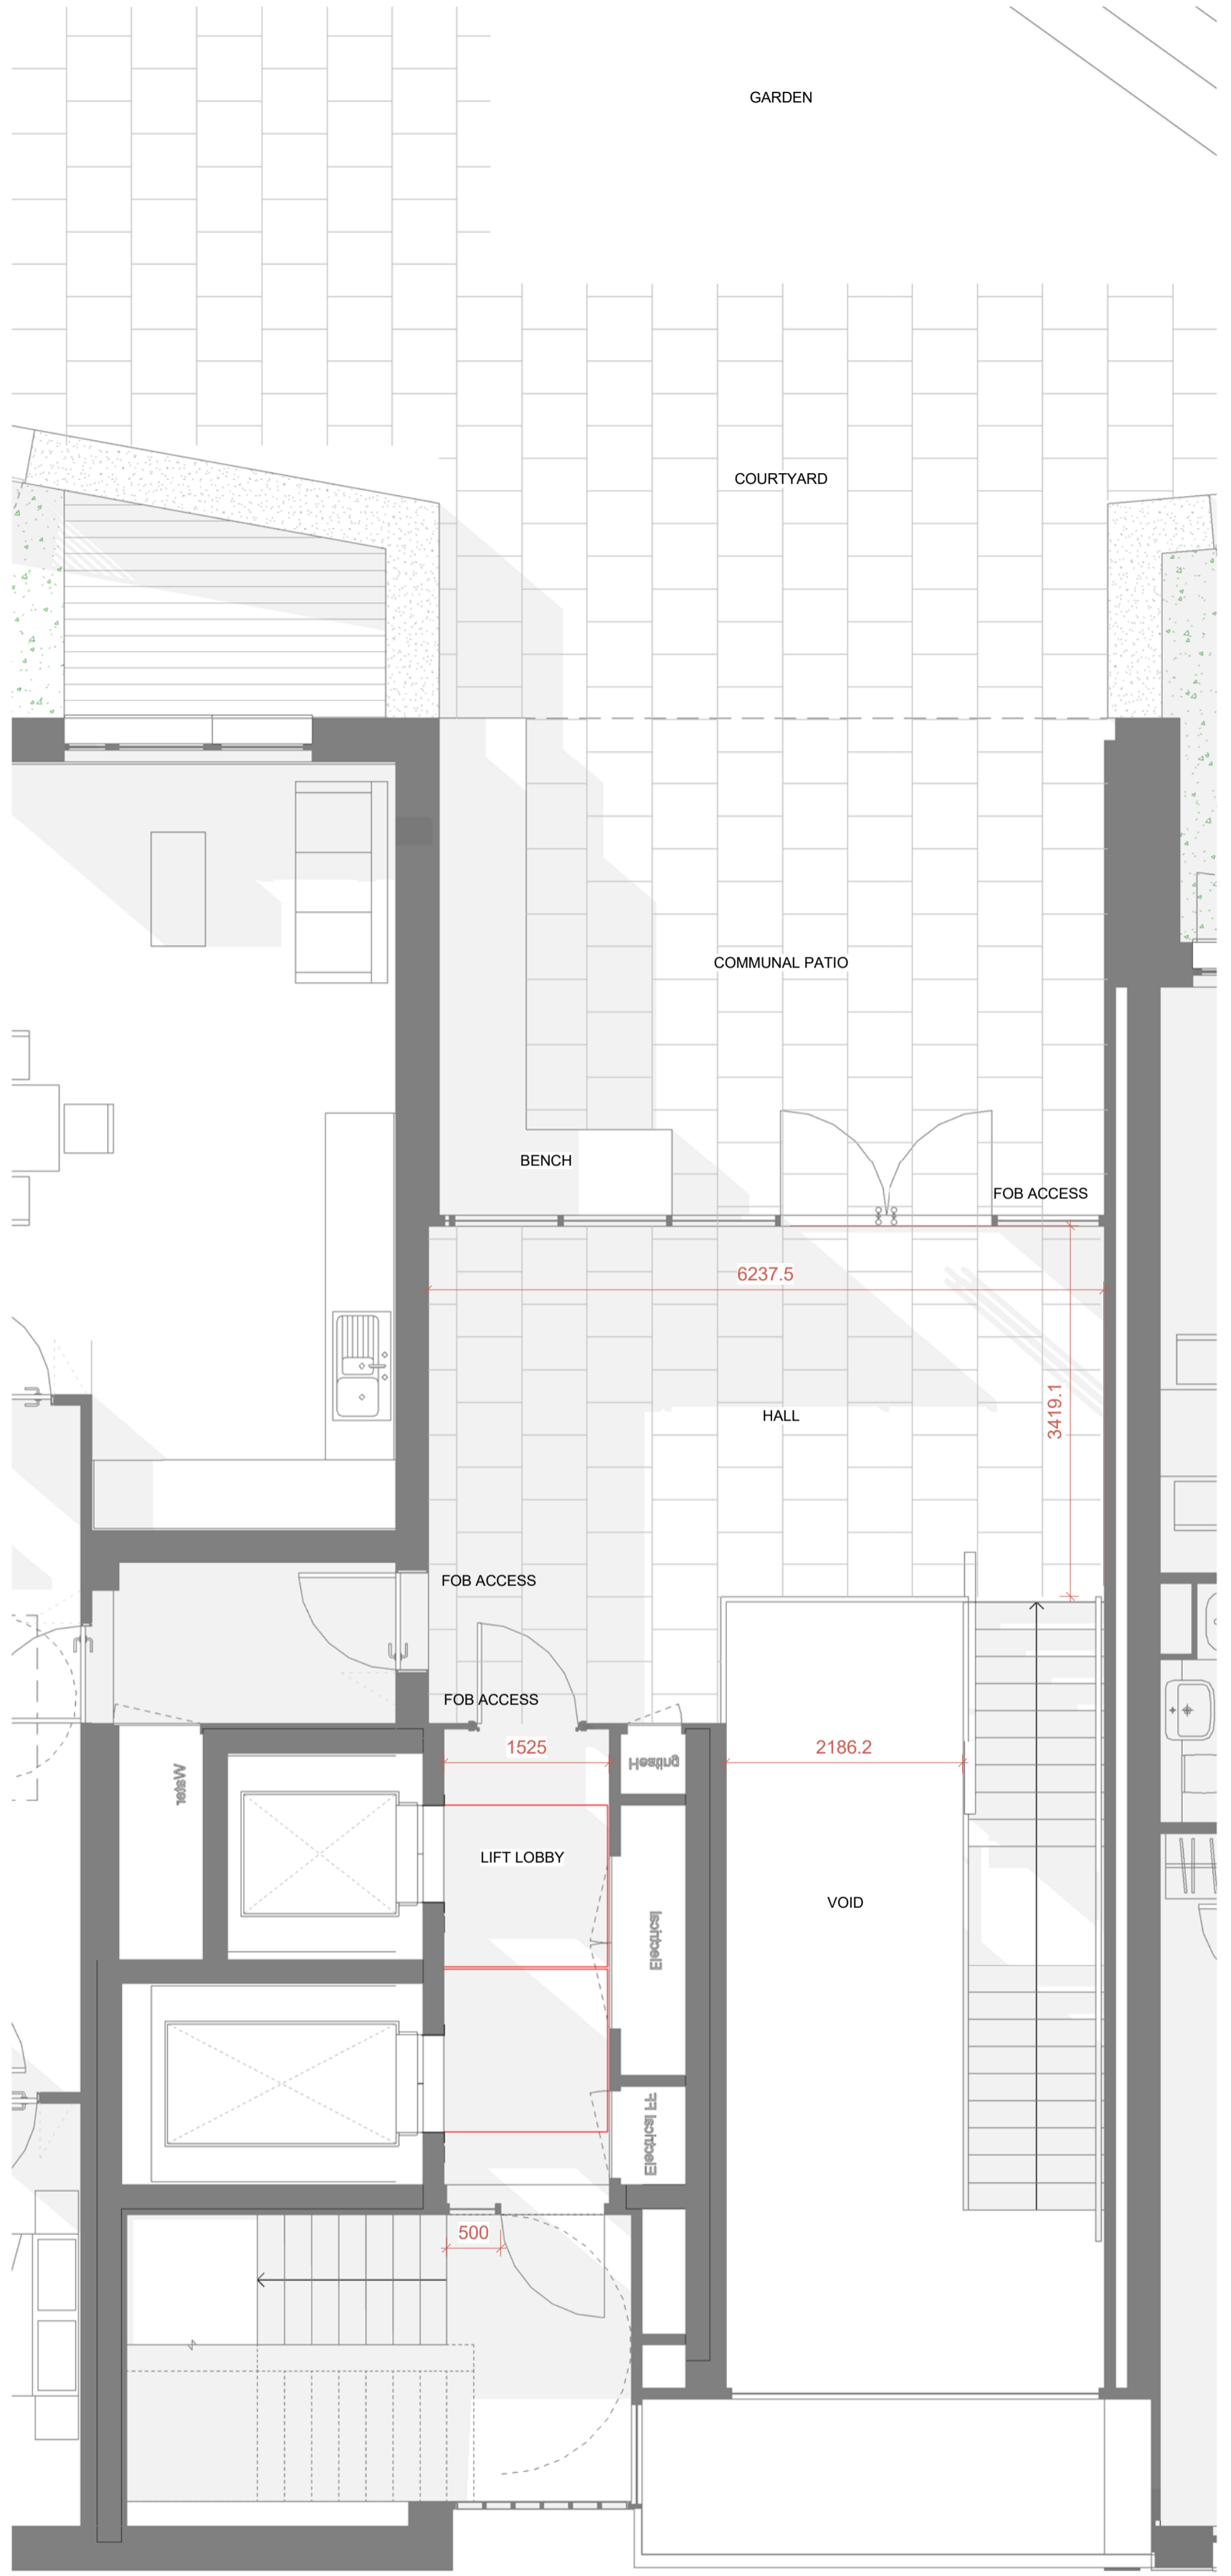 GARDEN
COURTYARD
COMMUNAL PATIO
BENCH
FOB ACCESS
6237.5
3419.1
HALL
FOB ACCESS
FOB ACCESS
1525
Heating
2186.2
Water
LIFT LOBBY
VOID
Electrical
Electrical FF
500